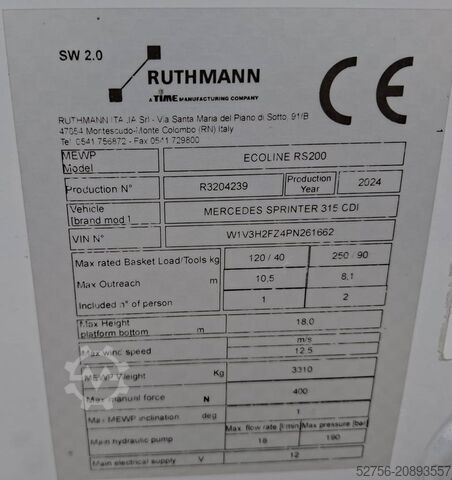 SW 2.0
RUTHMANN
A TIME MANUFACTURING COMPANY
CE
RUTHMANN ITALIA Srl - Via Santa Maria del Piano di Sotto, 91/B
47854 Montescudo-Monte Colombo (RN) Italy
Tel. 0541 756872 - Fax 0541 729800
MEWP Model ECOLINE RS200
Production N° R3204239 Production Year 2024
Vehicle [brand mod.] MERCEDES SPRINTER 315 CDI
VIN N° W1V3H2FZ4PN261662
Max rated Basket Load/Tools kg 120 / 40 250 / 90
Max Outreach m 10,5 8,1
Included n° of person 1 2
Max Height platform bottom m 18,0
Max wind speed m/s 12.5
MEWP Weight Kg 3310
Max manual force N 400
Max MEWP inclination deg 1
Main hydraulic pump Max flow rate [l/min] 18 Max pressure [bar] 190
Main electrical supply V 12
52756-20893557